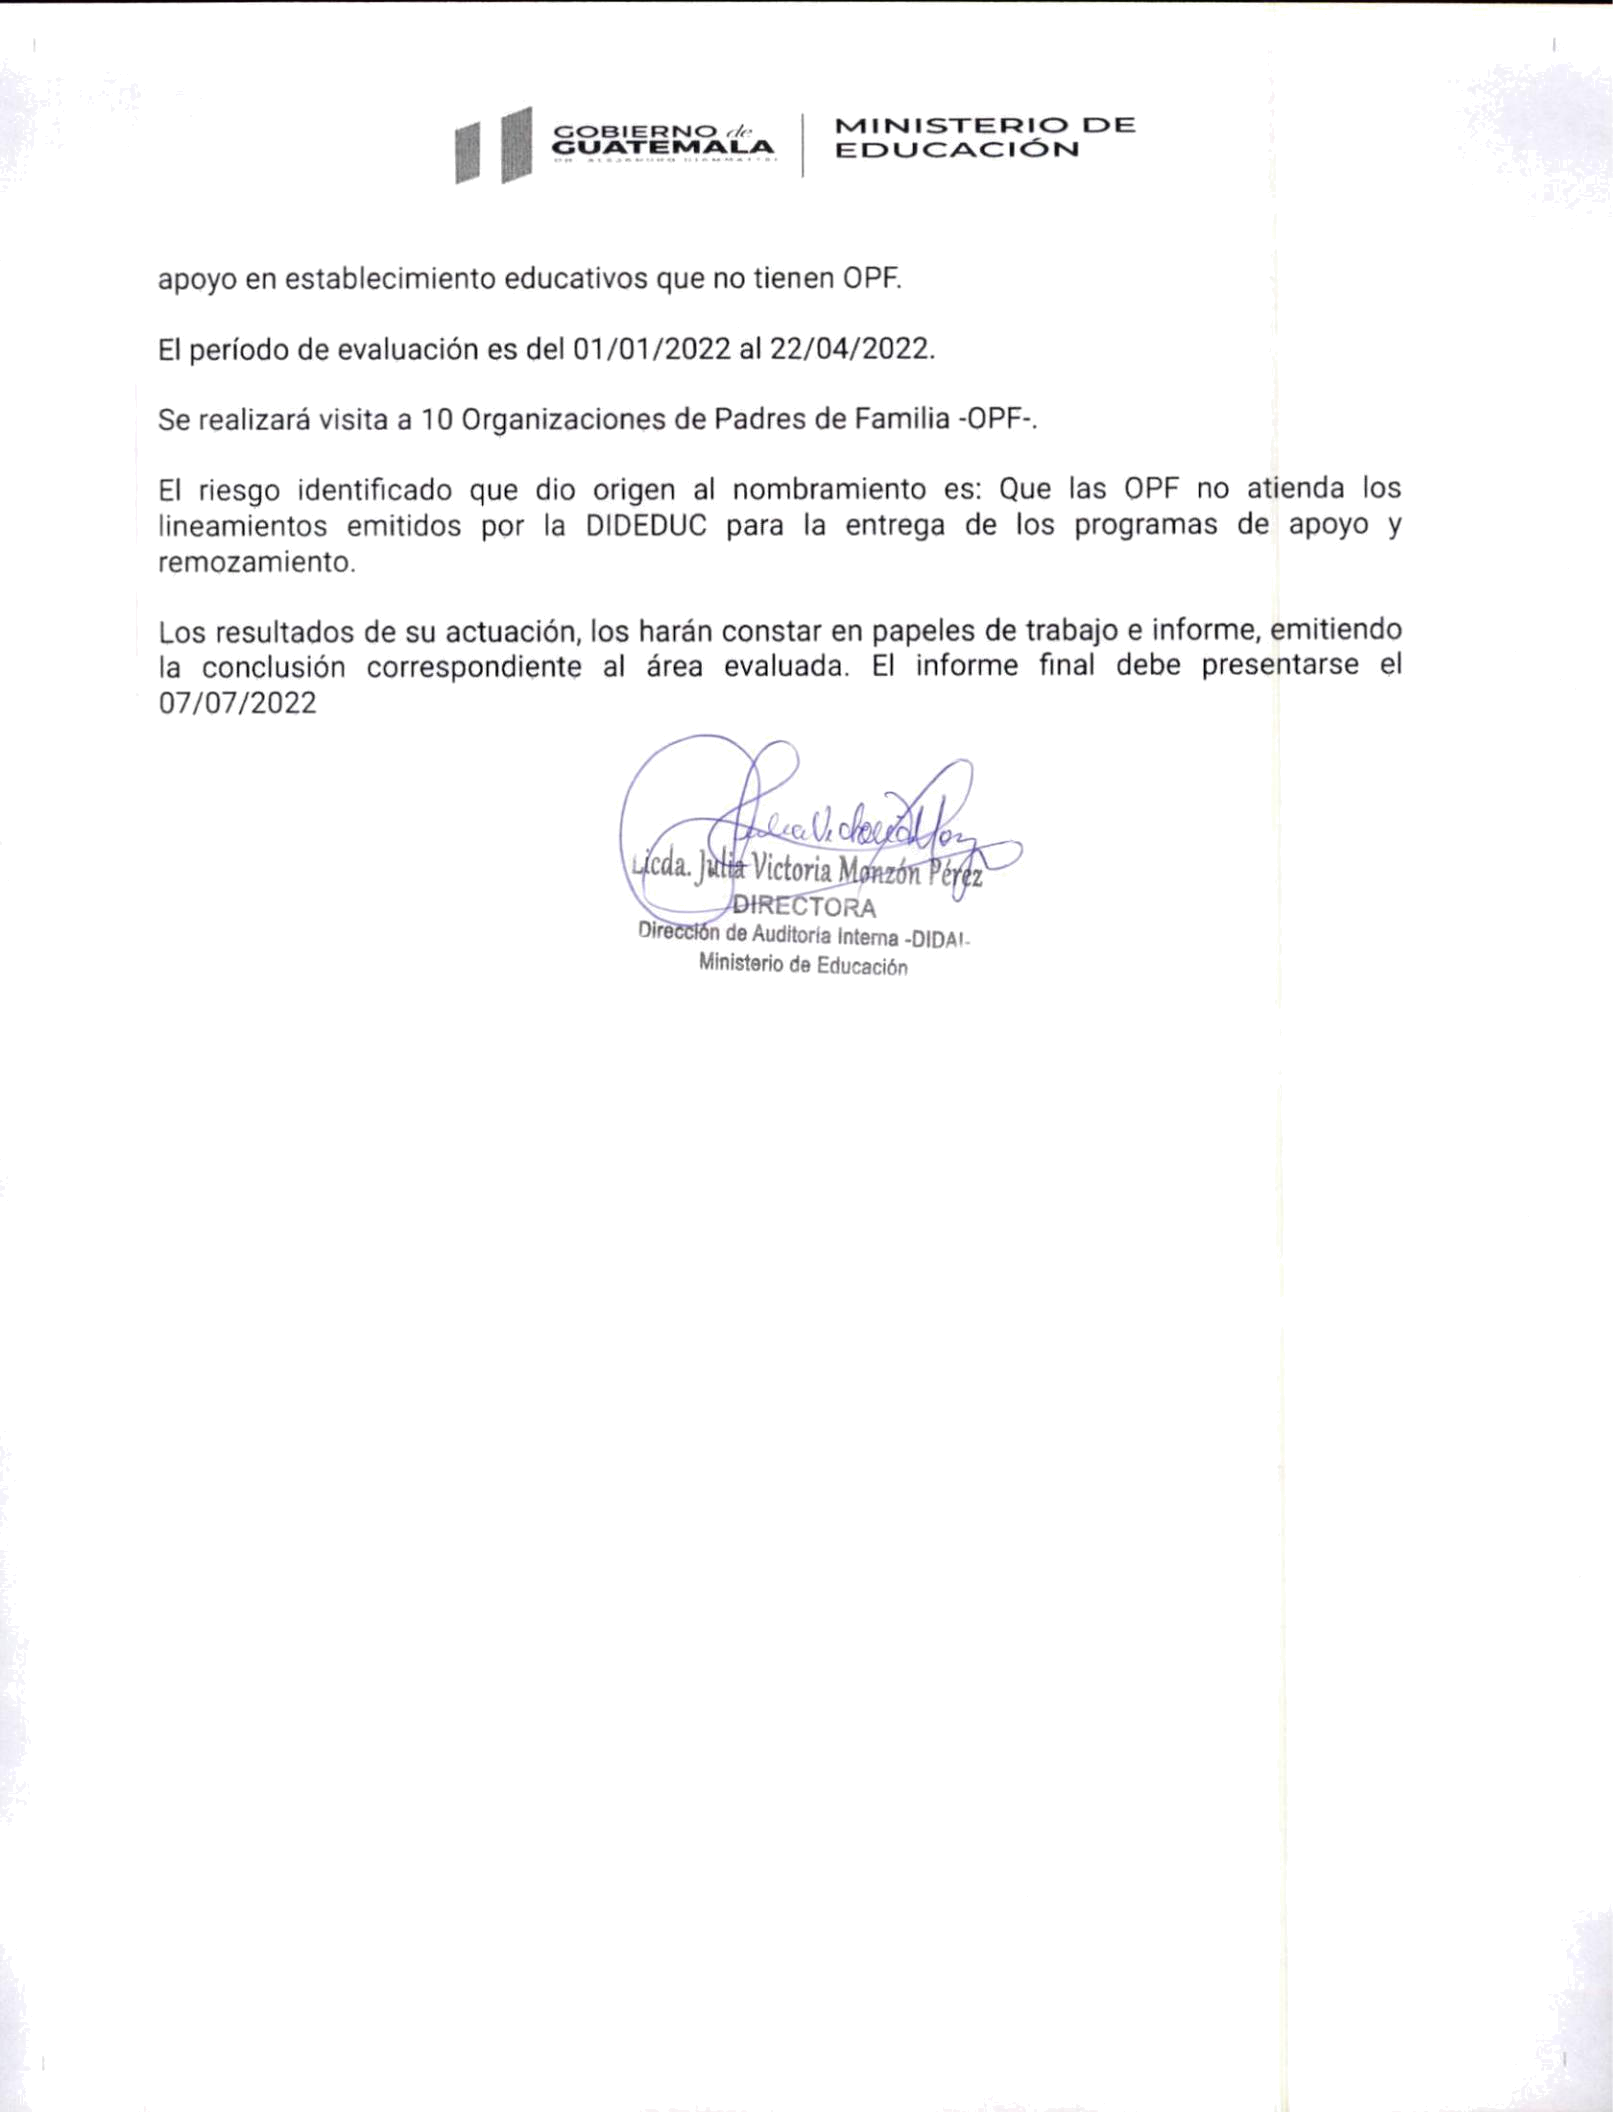 GOBIERNO de
GUATEMALA
DR. ALEJANDRO GIAMMATTEI
MINISTERIO DE
EDUCACIÓN
apoyo en establecimiento educativos que no tienen OPF.
El período de evaluación es del 01/01/2022 al 22/04/2022.
Se realizará visita a 10 Organizaciones de Padres de Familia -OPF-.
El riesgo identificado que dio origen al nombramiento es: Que las OPF no atienda los
lineamientos emitidos por la DIDEDUC para la entrega de los programas de apoyo y
remozamiento.
Los resultados de su actuación, los harán constar en papeles de trabajo e informe, emitiendo
la conclusión correspondiente al área evaluada. El informe final debe presentarse el
07/07/2022
Licda. Julia Victoria Monzón Pérez
DIRECTORA
Dirección de Auditoría Interna -DIDAI-
Ministerio de Educación